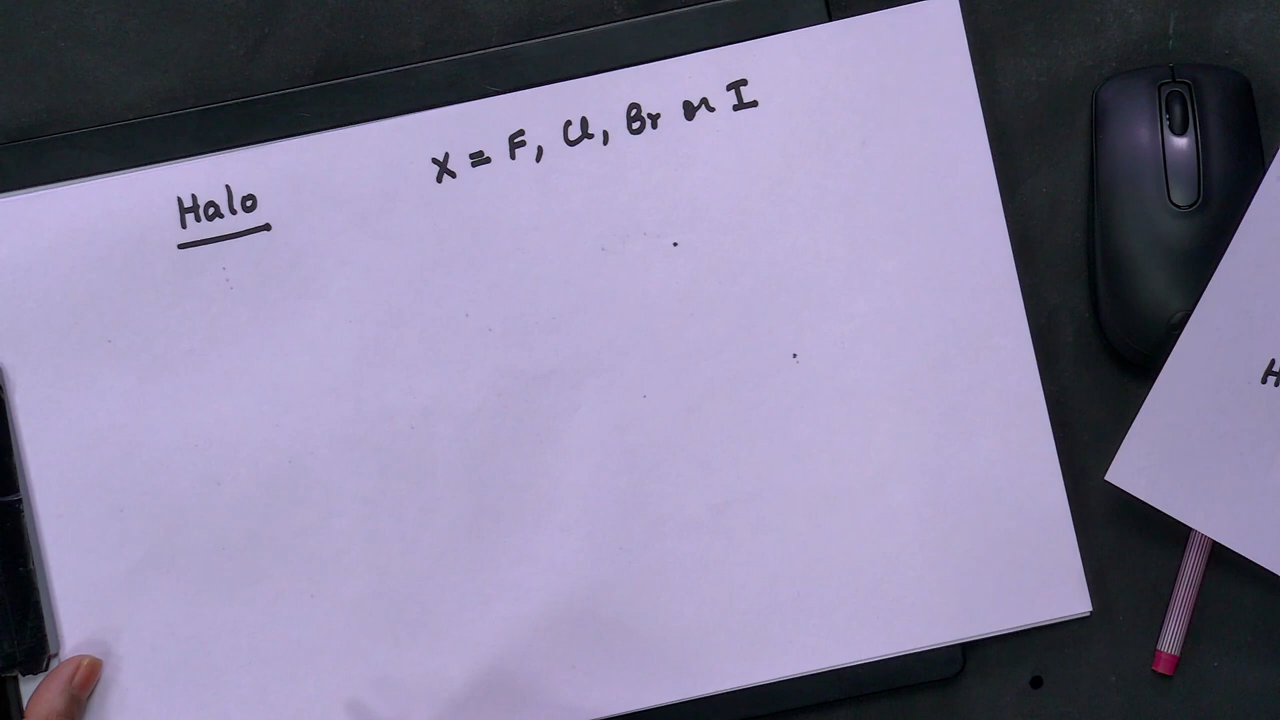 X = F, Cl, Br or I
Halo
H